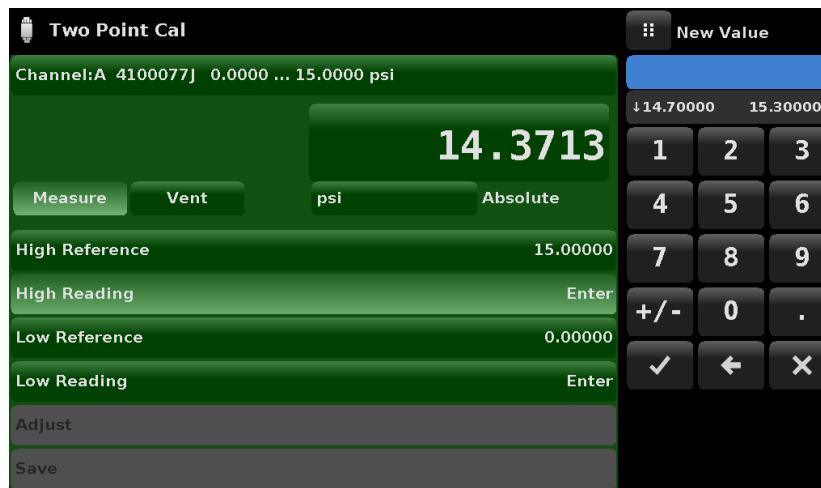 Two Point Cal
Channel:A 4100077J 0.0000 ... 15.0000 psi
14.3713
Measure Vent psi Absolute
High Reference 15.00000
High Reading Enter
Low Reference 0.00000
Low Reading Enter
Adjust
Save
New Value
↓14.70000 15.30000
1 2 3
4 5 6
7 8 9
+/- 0 .